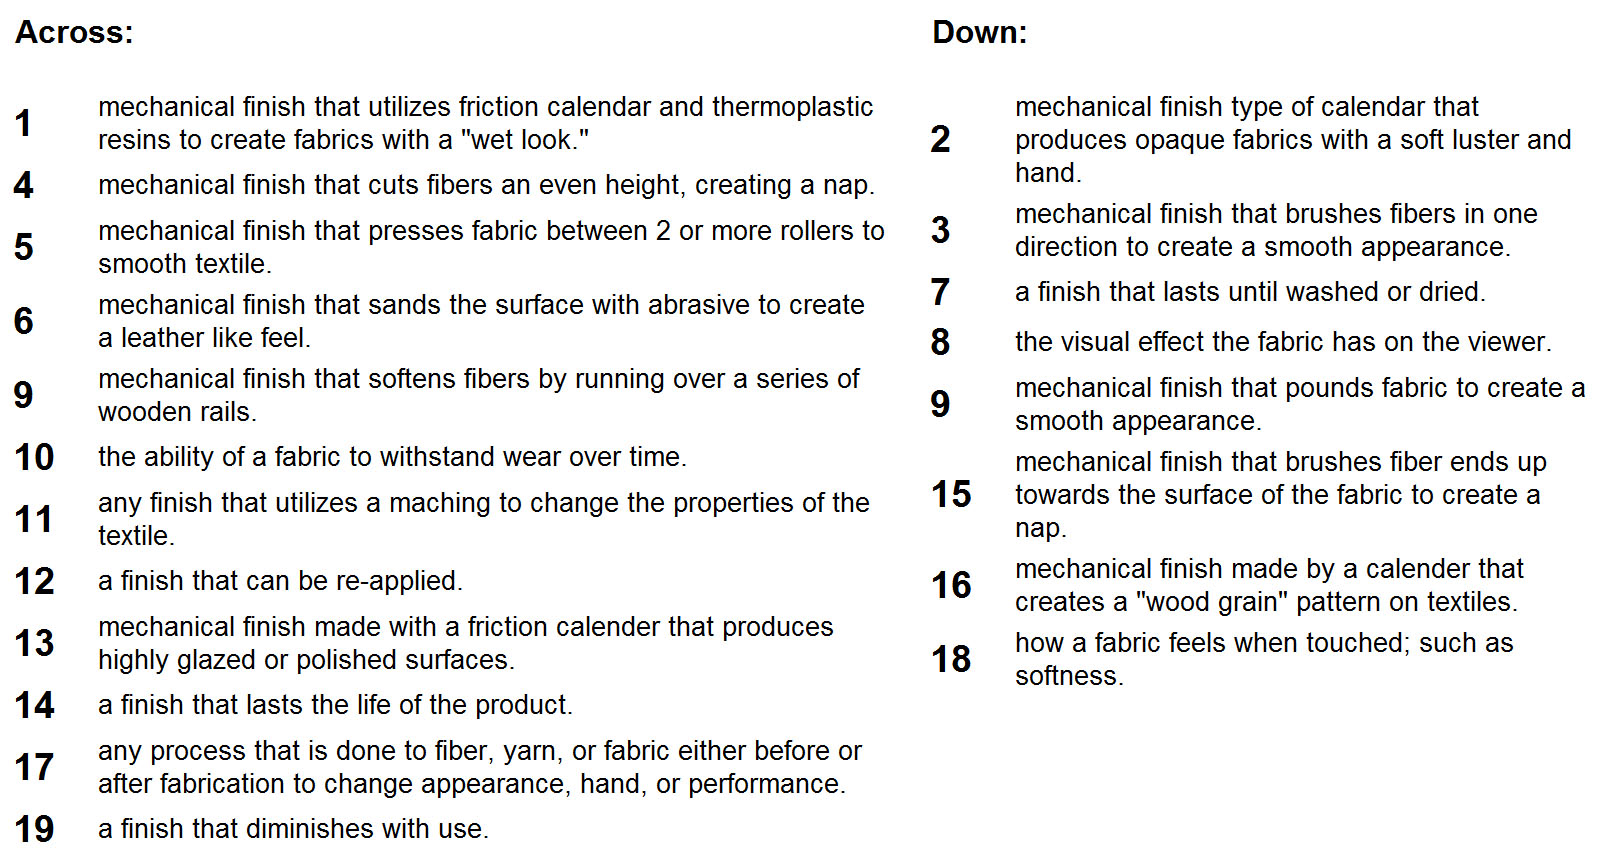 Across:
1 mechanical finish that utilizes friction calendar and thermoplastic
resins to create fabrics with a "wet look."
4 mechanical finish that cuts fibers an even height, creating a nap.
5 mechanical finish that presses fabric between 2 or more rollers to
smooth textile.
6 mechanical finish that sands the surface with abrasive to create
a leather like feel.
9 mechanical finish that softens fibers by running over a series of
wooden rails.
10 the ability of a fabric to withstand wear over time.
11 any finish that utilizes a maching to change the properties of the
textile.
12 a finish that can be re-applied.
13 mechanical finish made with a friction calender that produces
highly glazed or polished surfaces.
14 a finish that lasts the life of the product.
17 any process that is done to fiber, yarn, or fabric either before or
after fabrication to change appearance, hand, or performance.
19 a finish that diminishes with use.
Down:
2 mechanical finish type of calendar that
produces opaque fabrics with a soft luster and
hand.
3 mechanical finish that brushes fibers in one
direction to create a smooth appearance.
7 a finish that lasts until washed or dried.
8 the visual effect the fabric has on the viewer.
9 mechanical finish that pounds fabric to create a
smooth appearance.
15 mechanical finish that brushes fiber ends up
towards the surface of the fabric to create a
nap.
16 mechanical finish made by a calender that
creates a "wood grain" pattern on textiles.
18 how a fabric feels when touched; such as
softness.